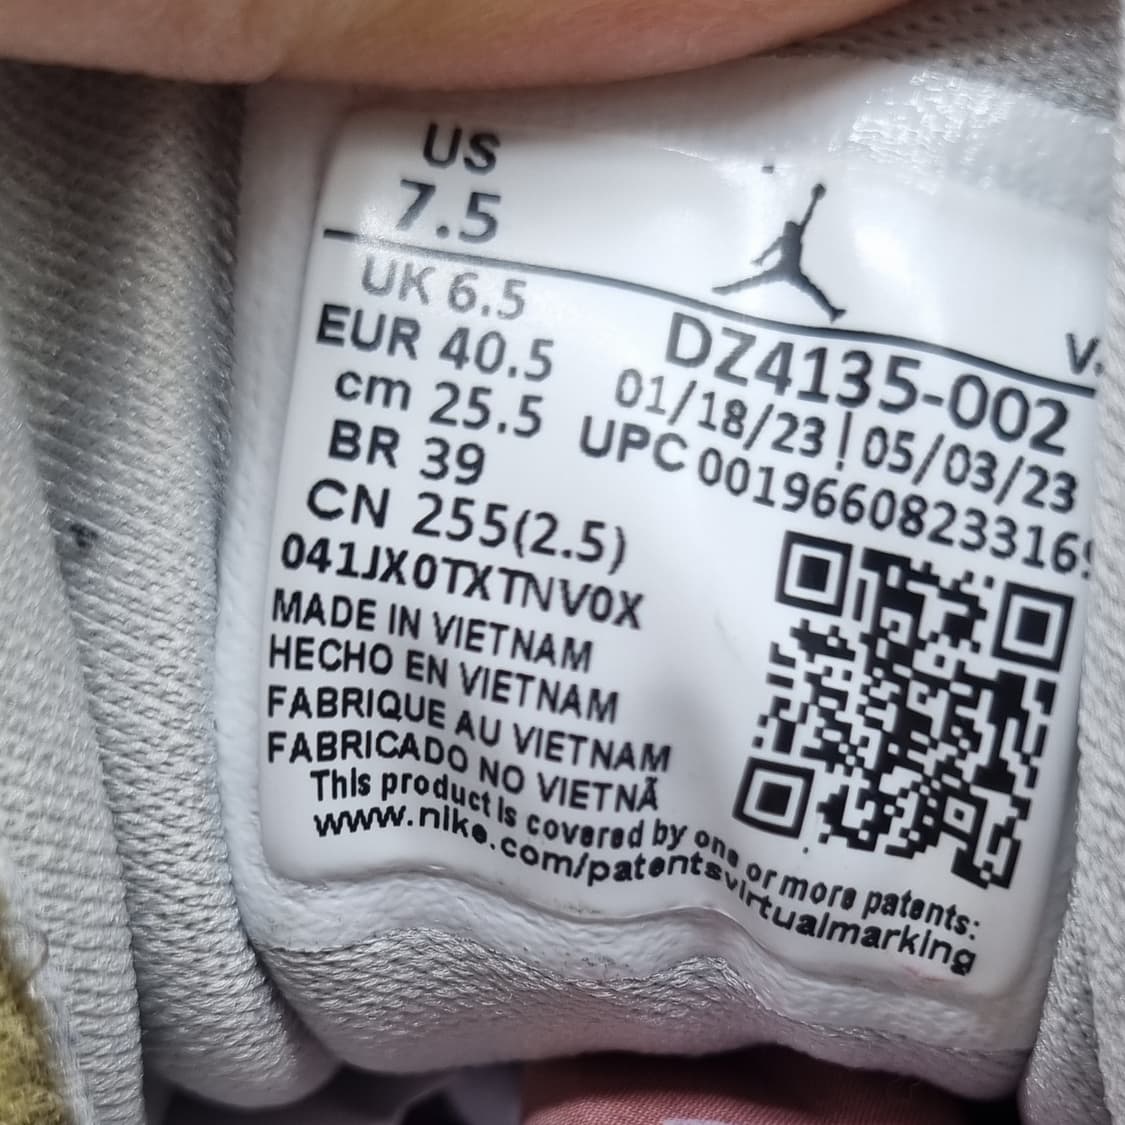 US
7.5
UK 6.5
EUR 40.5
cm 25.5
BR 39
CN 255(2.5)
041JX0TXTNV0X
MADE IN VIETNAM
HECHO EN VIETNAM
FABRIQUE AU VIETNAM
FABRICADO NO VIETNÃ
This product is covered by one or more patents:
www.nike.com/patentsvirtualmarking
V.
DZ4135-002
01/18/23 | 05/03/23
UPC 00196608233169